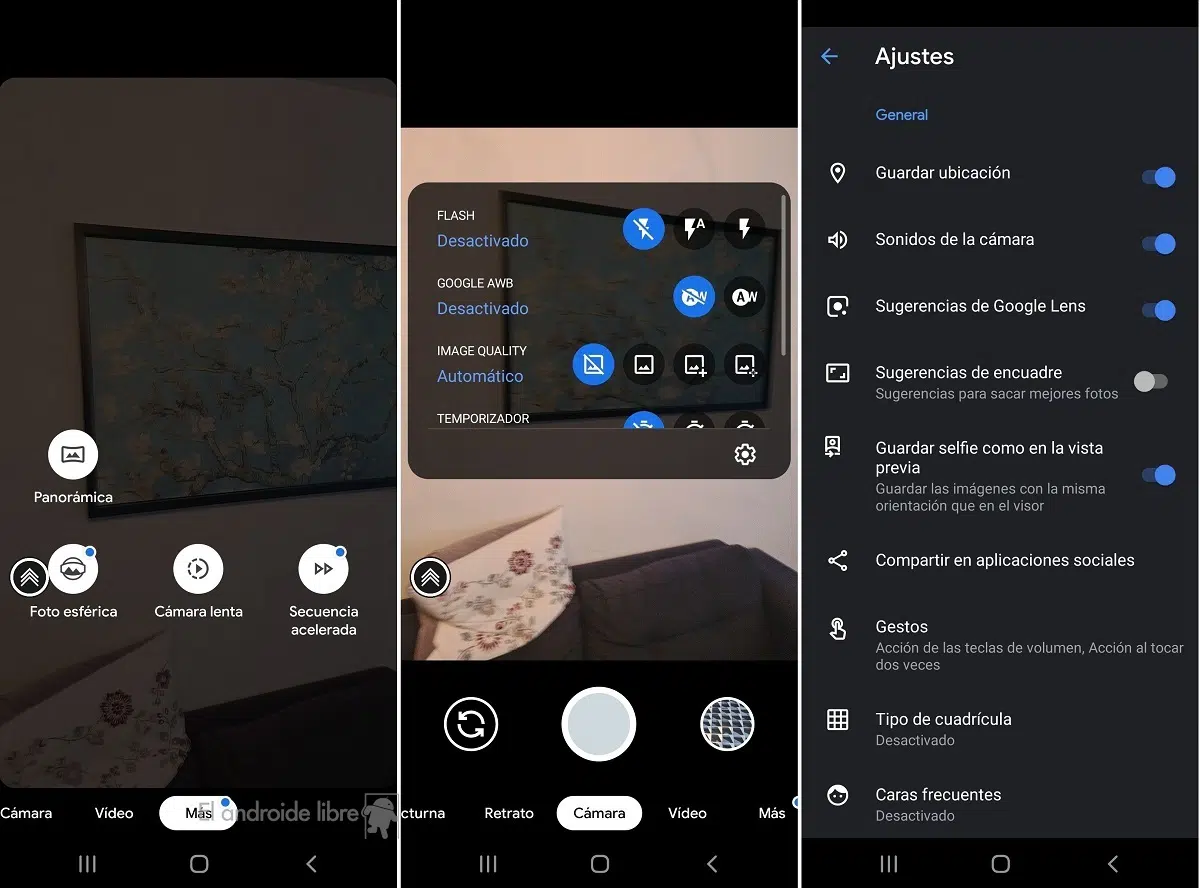 Panorámica
Foto esférica
Cámara lenta
Secuencia
acelerada
Cámara
Vídeo
Más
El androide libre
FLASH
Desactivado
A
GOOGLE AWB
Desactivado
AW
AW
IMAGE QUALITY
Automático
TEMPORIZADOR
cturna
Retrato
Cámara
Vídeo
Más
Ajustes
General
Guardar ubicación
Sonidos de la cámara
Sugerencias de Google Lens
Sugerencias de encuadre
Sugerencias para sacar mejores fotos
Guardar selfie como en la vista
previa
Guardar las imágenes con la misma
orientación que en el visor
Compartir en aplicaciones sociales
Gestos
Acción de las teclas de volumen, Acción al tocar
dos veces
Tipo de cuadrícula
Desactivado
Caras frecuentes
Desactivado